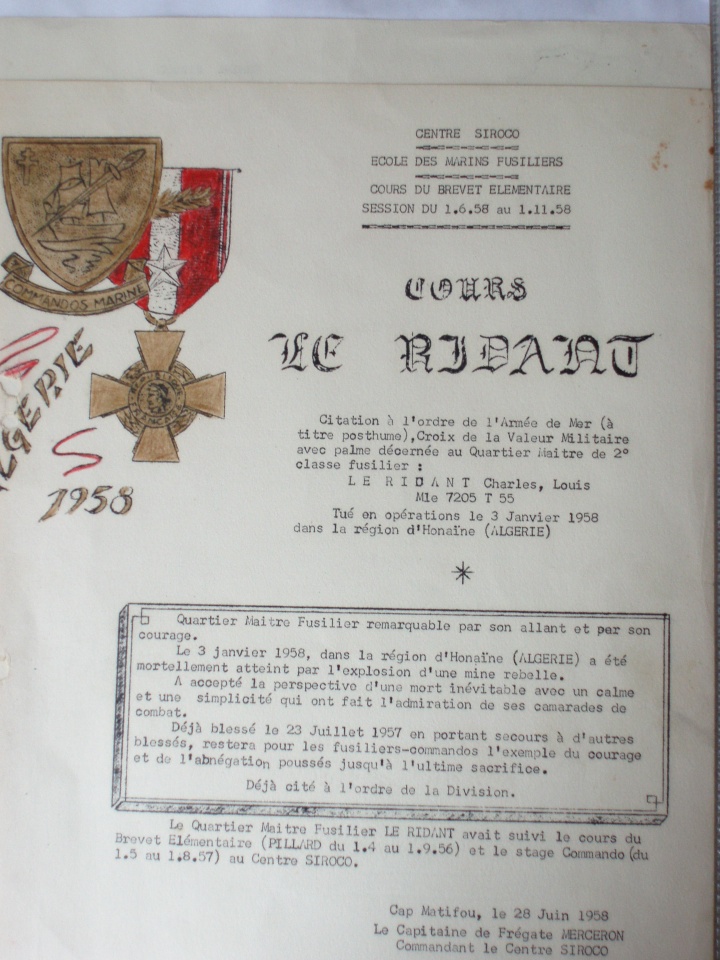 CENTRE SIROCO
ECOLE DES MARINS FUSILIERS
COURS DU BREVET ELEMENTAIRE
SESSION DU 1.6.58 au 1.11.58
COMMANDOS MARINE
ALGERIE
1958
COURS
LE RIDANT
Citation à l'ordre de l'Armée de Mer (à
titre posthume),Croix de la Valeur Militaire
avec palme décernée au Quartier Maitre de 2°
classe fusilier :
L E R I D A N T Charles, Louis
Mle 7205 T 55
Tué en opérations le 3 Janvier 1958
dans la région d'Honaïne (ALGERIE)
Quartier Maitre Fusilier remarquable par son allant et par son
courage.
Le 3 janvier 1958, dans la région d'Honaïne (ALGERIE) a été
mortellement atteint par l'explosion d'une mine rebelle.
A accepté la perspective d'une mort inévitable avec un calme
et une simplicité qui ont fait l'admiration de ses camarades de
combat.
Déjà blessé le 23 Juillet 1957 en portant secours à d'autres
blessés, restera pour les fusiliers-commandos l'exemple du courage
et de l'abnégation poussés jusqu'à l'ultime sacrifice.
Déjà cité à l'ordre de la Division.
Le Quartier Maitre Fusilier LE RIDANT avait suivi le cours du
Brevet Elémentaire (PILLARD du 1.4 au 1.9.56) et le stage Commando (du
1.5 au 1.8.57) au Centre SIROCO.
Cap Matifou, le 28 Juin 1958
Le Capitaine de Frégate MERCERON
Commandant le Centre SIROCO